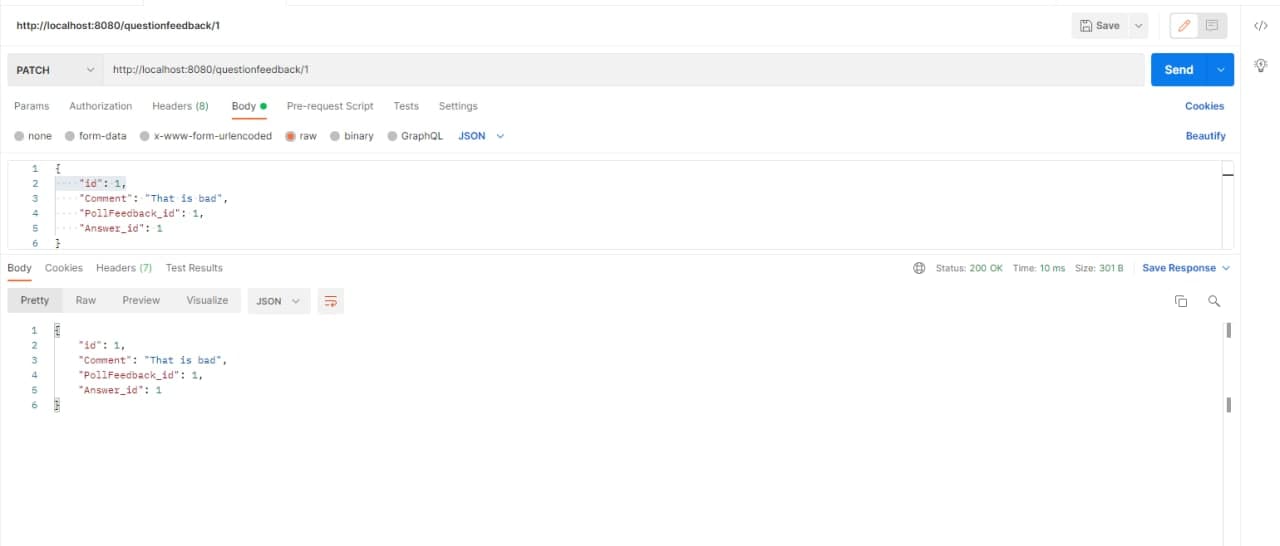 http://localhost:8080/questionfeedback/1
Save
PATCH
http://localhost:8080/questionfeedback/1
Send
Params Authorization Headers (8) Body Pre-request Script Tests Settings Cookies
none form-data x-www-form-urlencoded raw binary GraphQL JSON Beautify
1 {
2 "id": 1,
3 "Comment": "That is bad",
4 "PollFeedback_id": 1,
5 "Answer_id": 1
6 }
Body Cookies Headers (7) Test Results Status: 200 OK Time: 10 ms Size: 301 B Save Response
Pretty Raw Preview Visualize JSON
1 {
2 "id": 1,
3 "Comment": "That is bad",
4 "PollFeedback_id": 1,
5 "Answer_id": 1
6 }